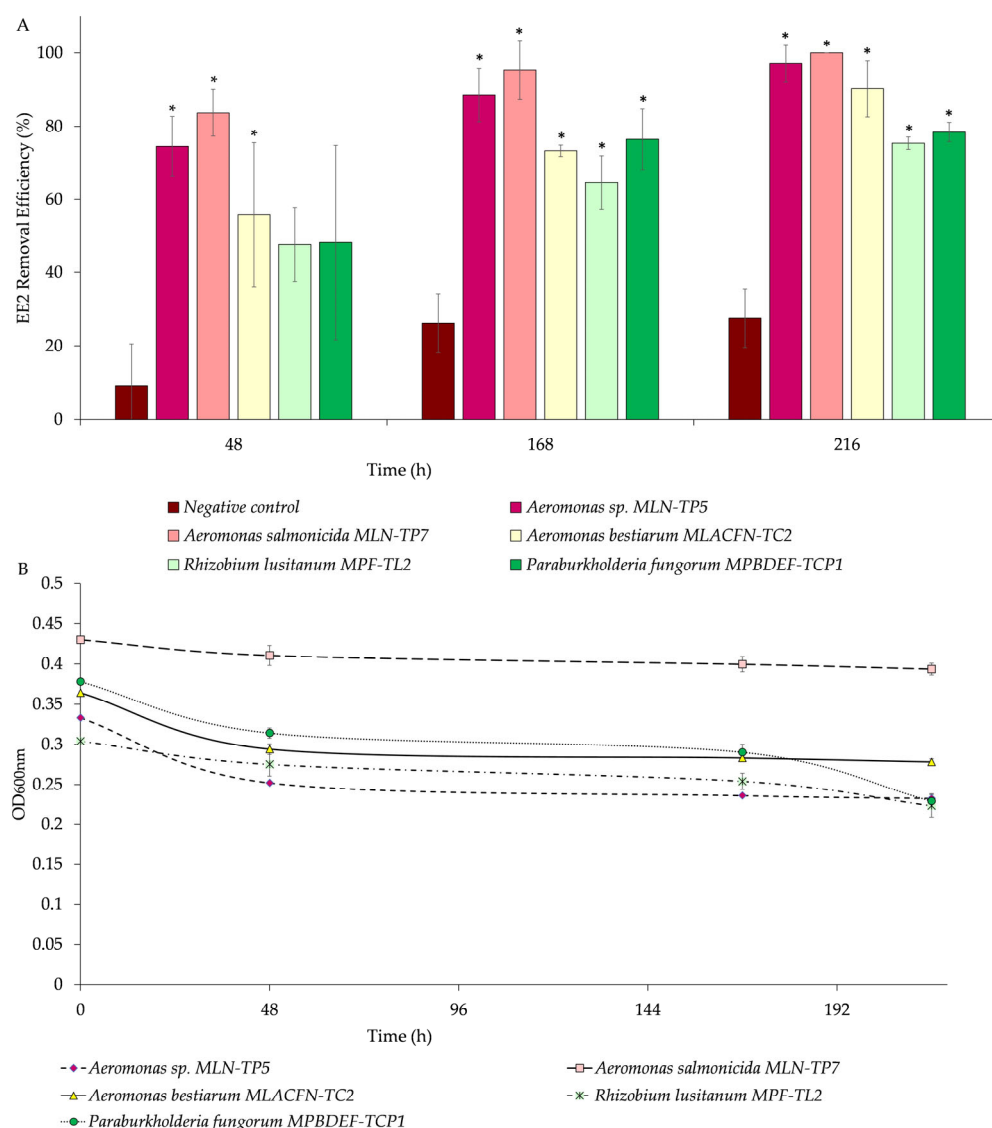 A
EE2 Removal Efficiency (%)
100
80
60
40
20
0
* * *
* * * * *
* * * * *
48 168 216
Time (h)
Negative control Aeromonas sp. MLN-TP5
Aeromonas salmonicida MLN-TP7 Aeromonas bestiarum MLACFN-TC2
Rhizobium lusitanum MPF-TL2 Paraburkholderia fungorum MPBDEF-TCP1
B
OD600nm
0.5
0.45
0.4
0.35
0.3
0.25
0.2
0.15
0.1
0.05
0
0 48 96 144 192
Time (h)
Aeromonas sp. MLN-TP5 Aeromonas salmonicida MLN-TP7
Aeromonas bestiarum MLACFN-TC2 Rhizobium lusitanum MPF-TL2
Paraburkholderia fungorum MPBDEF-TCP1